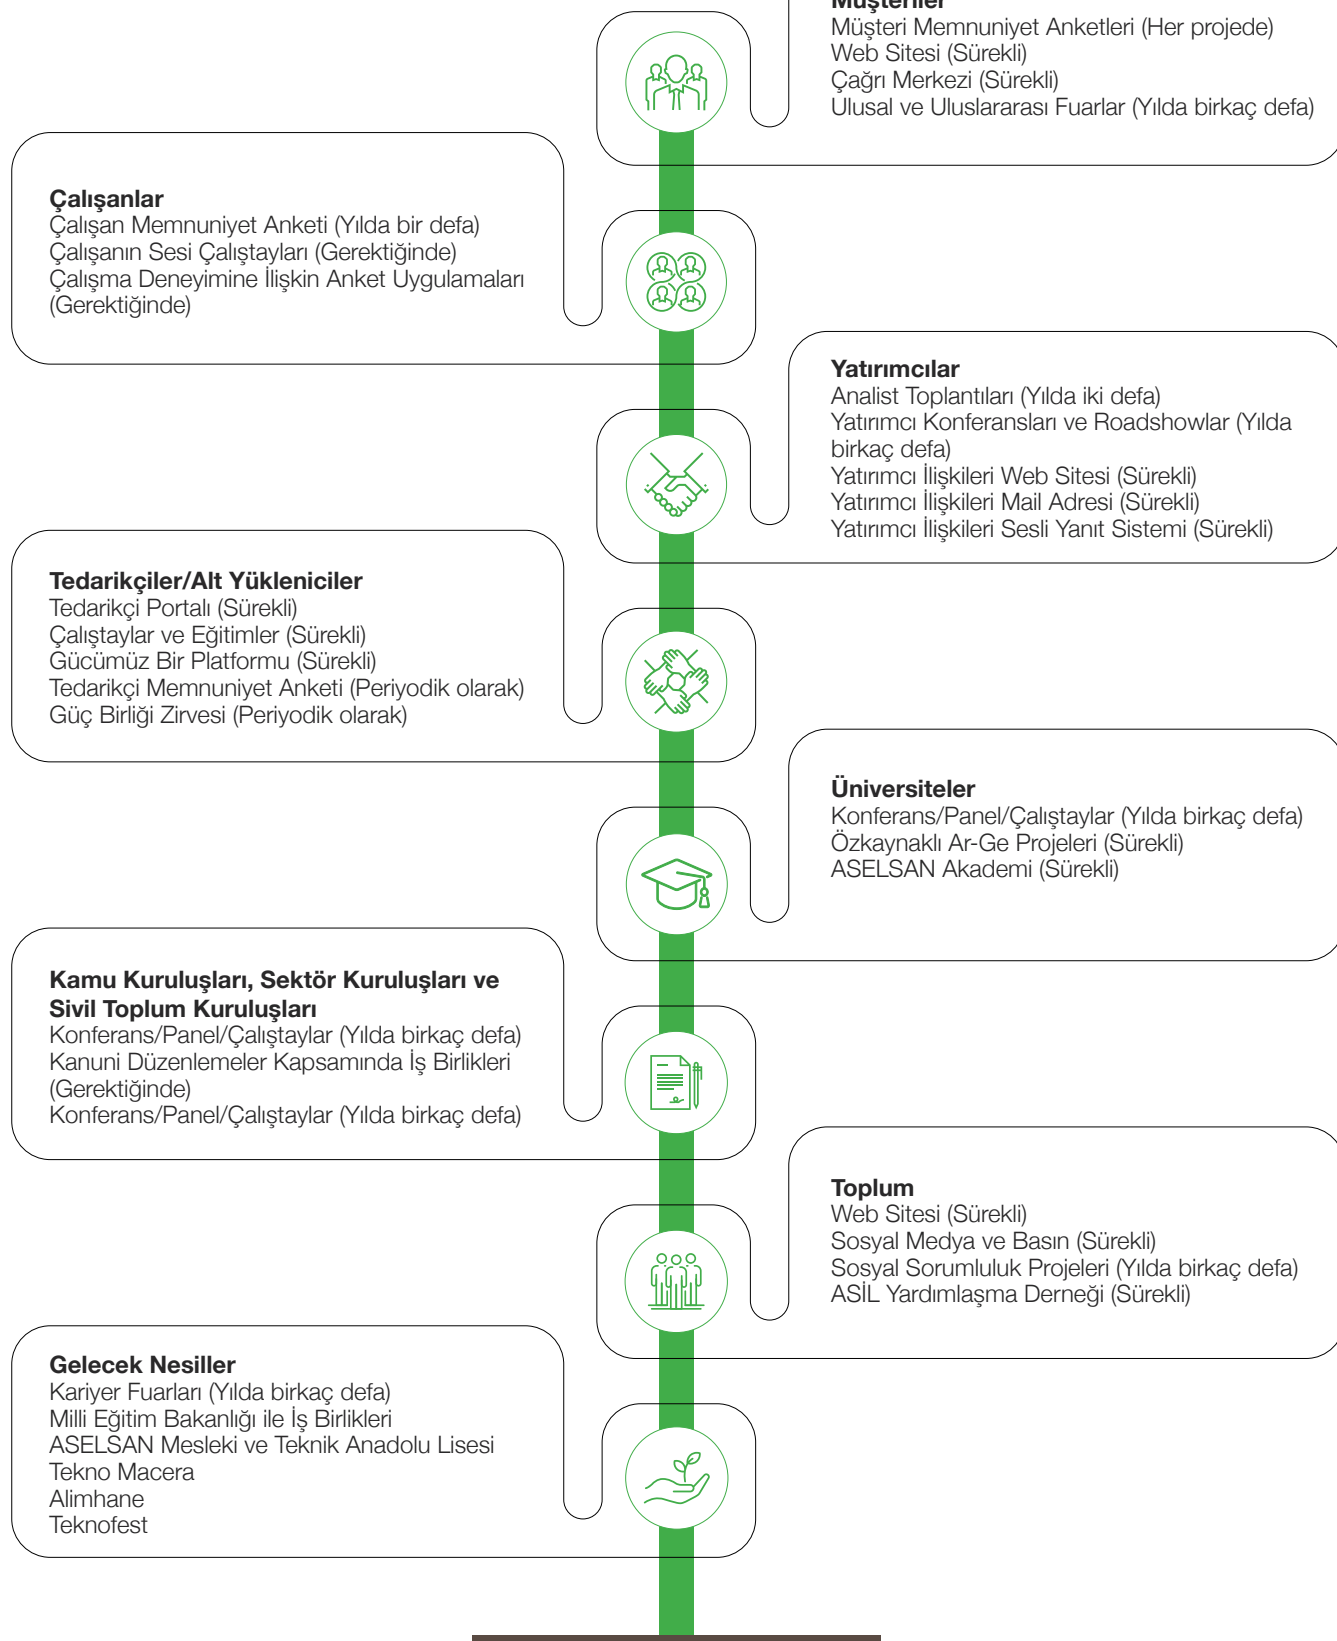 Müşteriler
Müşteri Memnuniyet Anketleri (Her projede)
Web Sitesi (Sürekli)
Çağrı Merkezi (Sürekli)
Ulusal ve Uluslararası Fuarlar (Yılda birkaç defa)
Çalışanlar
Çalışan Memnuniyet Anketi (Yılda bir defa)
Çalışanın Sesi Çalıştayları (Gerektiğinde)
Çalışma Deneyimine İlişkin Anket Uygulamaları
(Gerektiğinde)
Yatırımcılar
Analist Toplantıları (Yılda iki defa)
Yatırımcı Konferansları ve Roadshowlar (Yılda
birkaç defa)
Yatırımcı İlişkileri Web Sitesi (Sürekli)
Yatırımcı İlişkileri Mail Adresi (Sürekli)
Yatırımcı İlişkileri Sesli Yanıt Sistemi (Sürekli)
Tedarikçiler/Alt Yükleniciler
Tedarikçi Portalı (Sürekli)
Çalıştaylar ve Eğitimler (Sürekli)
Gücümüz Bir Platformu (Sürekli)
Tedarikçi Memnuniyet Anketi (Periyodik olarak)
Güç Birliği Zirvesi (Periyodik olarak)
Üniversiteler
Konferans/Panel/Çalıştaylar (Yılda birkaç defa)
Özkaynaklı Ar-Ge Projeleri (Sürekli)
ASELSAN Akademi (Sürekli)
Kamu Kuruluşları, Sektör Kuruluşları ve
Sivil Toplum Kuruluşları
Konferans/Panel/Çalıştaylar (Yılda birkaç defa)
Kanuni Düzenlemeler Kapsamında İş Birlikleri
(Gerektiğinde)
Konferans/Panel/Çalıştaylar (Yılda birkaç defa)
Toplum
Web Sitesi (Sürekli)
Sosyal Medya ve Basın (Sürekli)
Sosyal Sorumluluk Projeleri (Yılda birkaç defa)
ASİL Yardımlaşma Derneği (Sürekli)
Gelecek Nesiller
Kariyer Fuarları (Yılda birkaç defa)
Milli Eğitim Bakanlığı ile İş Birlikleri
ASELSAN Mesleki ve Teknik Anadolu Lisesi
Tekno Macera
Alimhane
Teknofest